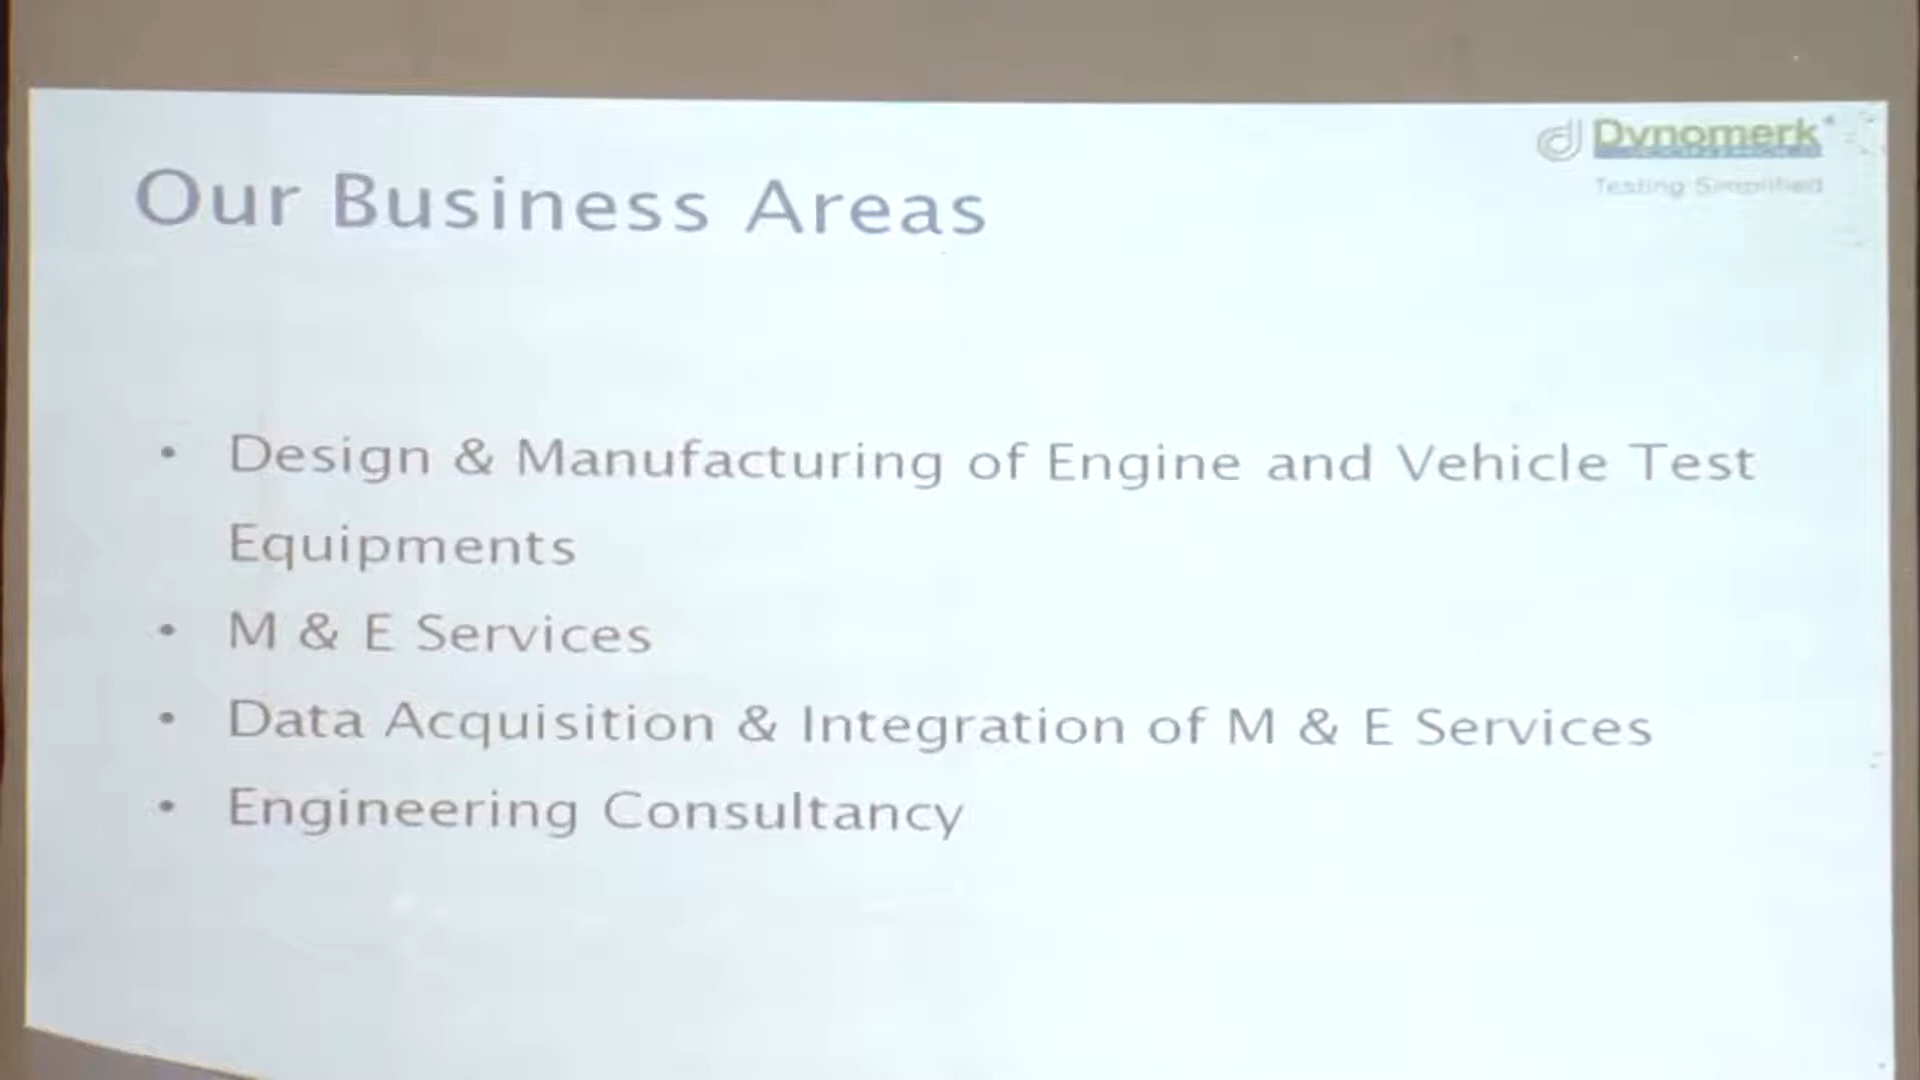 Dynomerk
Testing Simplified
Our Business Areas
• Design & Manufacturing of Engine and Vehicle Test
Equipments
• M & E Services
• Data Acquisition & Integration of M & E Services
• Engineering Consultancy